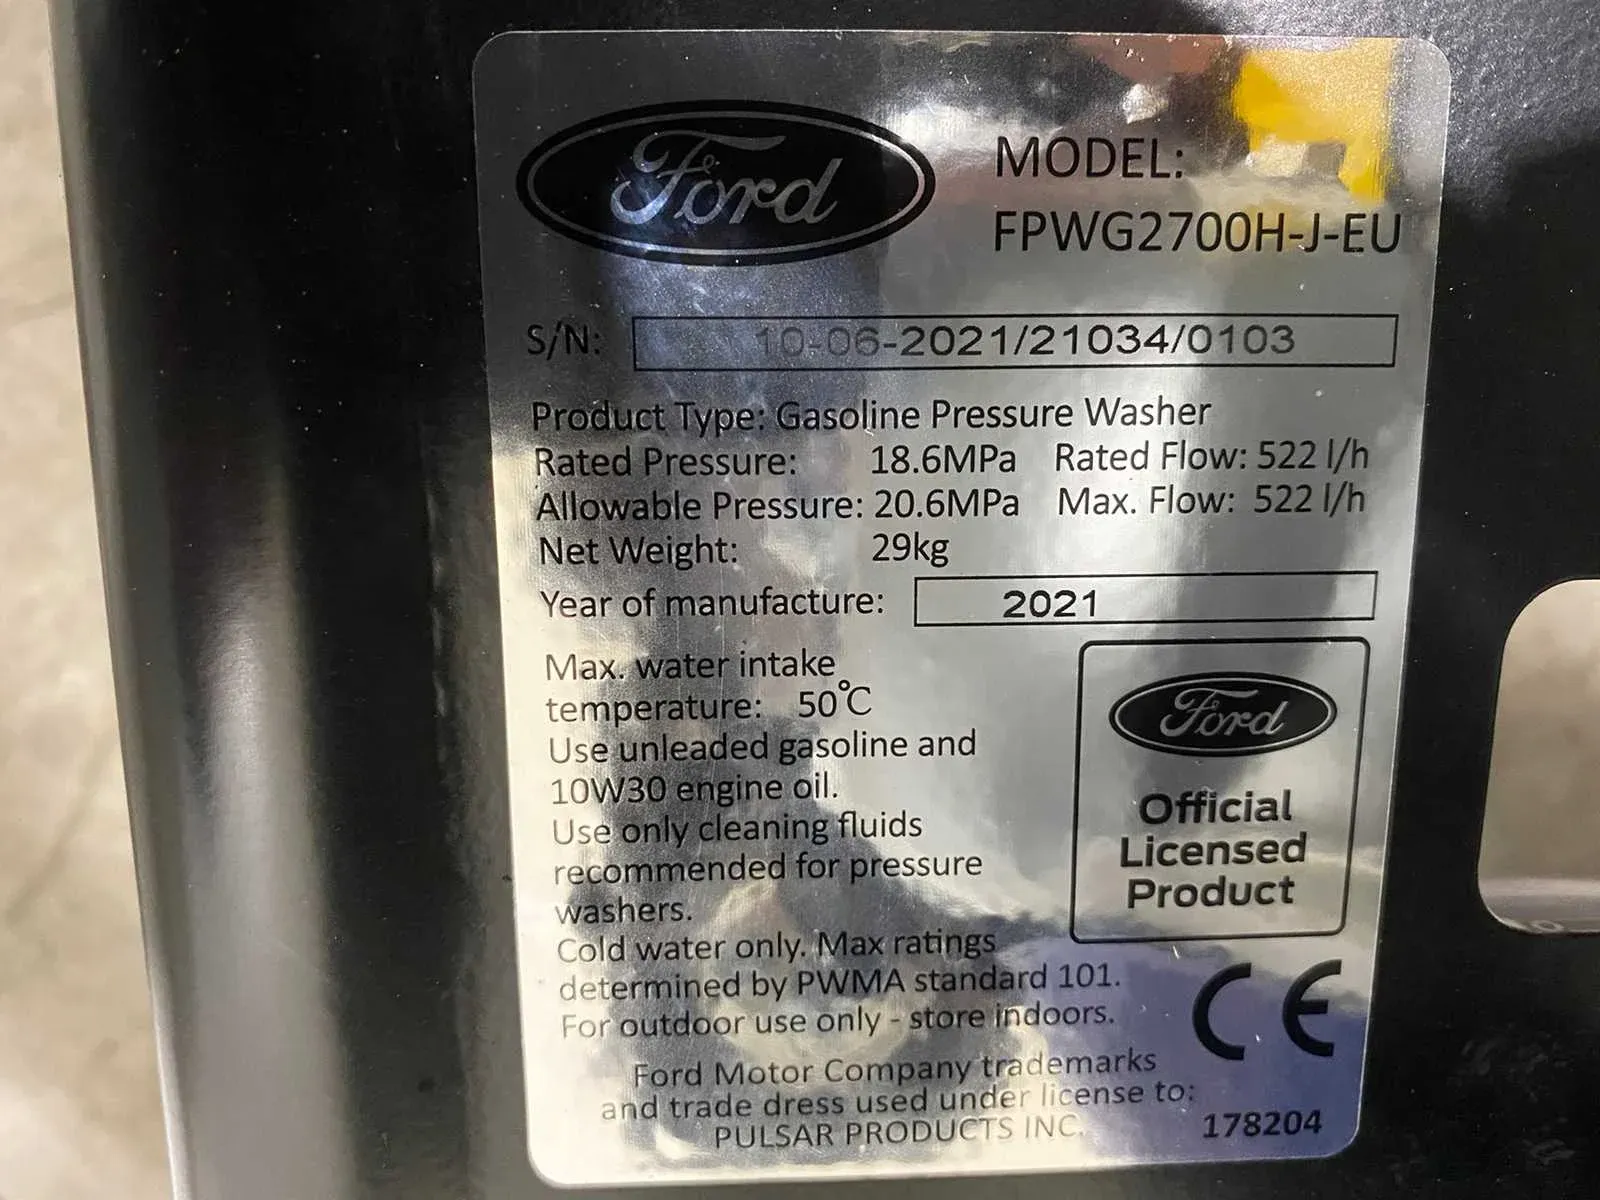 Ford
MODEL:
FPWG2700H-J-EU
S/N: 10-06-2021/21034/0103
Product Type: Gasoline Pressure Washer
Rated Pressure: 18.6MPa Rated Flow: 522 l/h
Allowable Pressure: 20.6MPa Max. Flow: 522 l/h
Net Weight: 29kg
Year of manufacture: 2021
Max. water intake
temperature: 50℃
Use unleaded gasoline and
10W30 engine oil.
Use only cleaning fluids
recommended for pressure
washers.
Cold water only. Max ratings
determined by PWMA standard 101.
For outdoor use only - store indoors.
Ford
Official
Licensed
Product
CE
Ford Motor Company trademarks
and trade dress used under license to:
PULSAR PRODUCTS INC.
178204